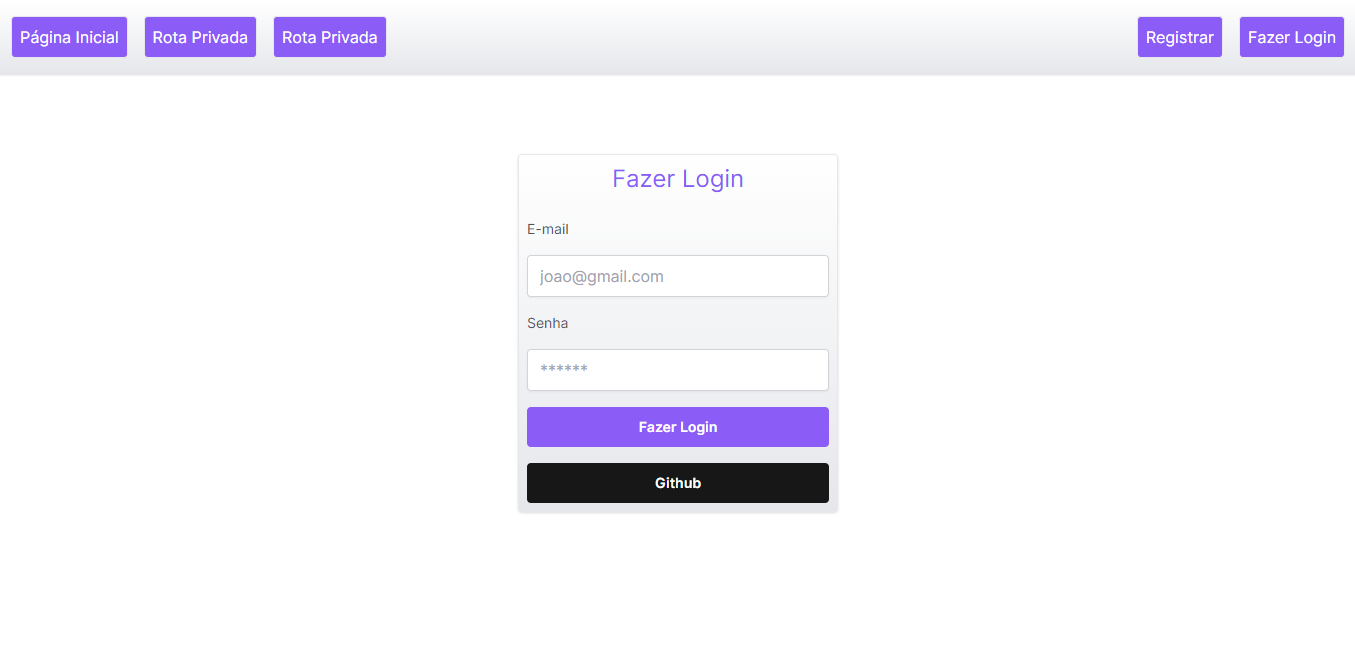 Página Inicial Rota Privada Rota Privada Registrar Fazer Login
Fazer Login
E-mail
joao@gmail.com
Senha
******
Fazer Login
Github